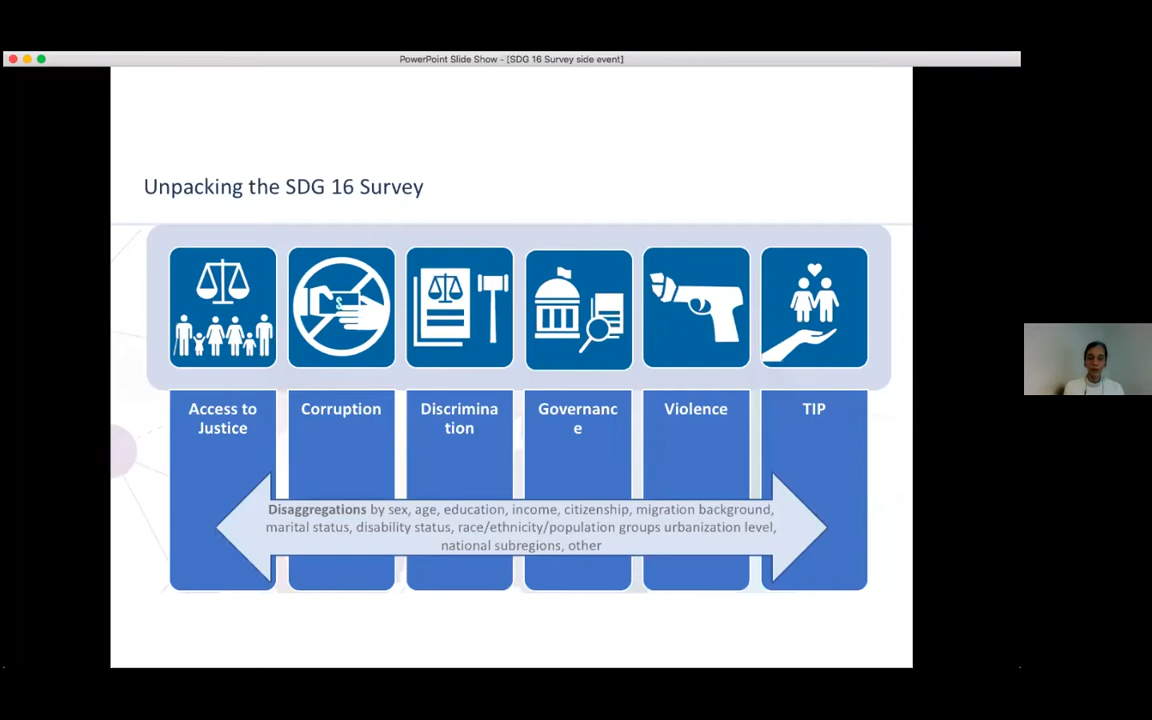 PowerPoint Slide Show - [SDG 16 Survey side event]
Unpacking the SDG 16 Survey
$
Access to
Justice
Corruption
Discrimina
tion
Governanc
e
Violence
TIP
Disaggregations by sex, age, education, income, citizenship, migration background,
marital status, disability status, race/ethnicity/population groups urbanization level,
national subregions, other